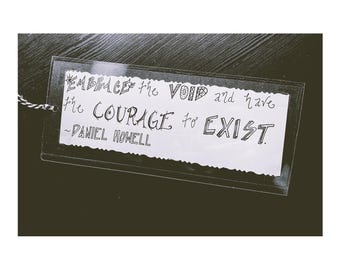 EMBRACE the VOID and have
the COURAGE to EXIST.
~DANIEL HOWELL